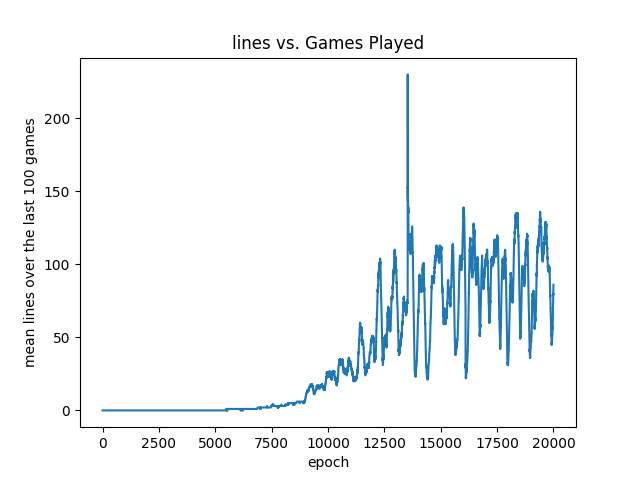 lines vs. Games Played
mean lines over the last 100 games
200
150
100
50
0
0 2500 5000 7500 10000 12500 15000 17500 20000
epoch